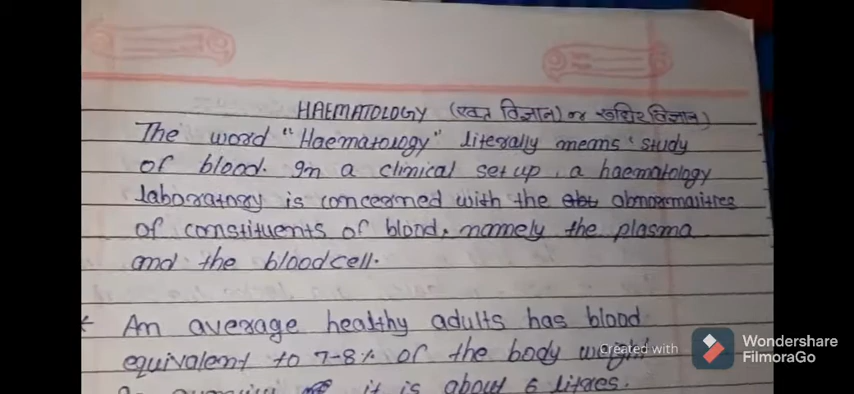 HAEMATOLOGY (रक्त विज्ञान) or रुधिर विज्ञान)
The word "Haematology" literally means 'study
of blood. In a clinical set up, a haematology
laboratory is concerned with the abt abnormalities
of constituents of blood, namely the plasma
and the bloodcell.
* An average healthy adults has blood
equivalent to 7-8% of the body weight
it is about 6 litres.
Created with
Wondershare
FilmoraGo